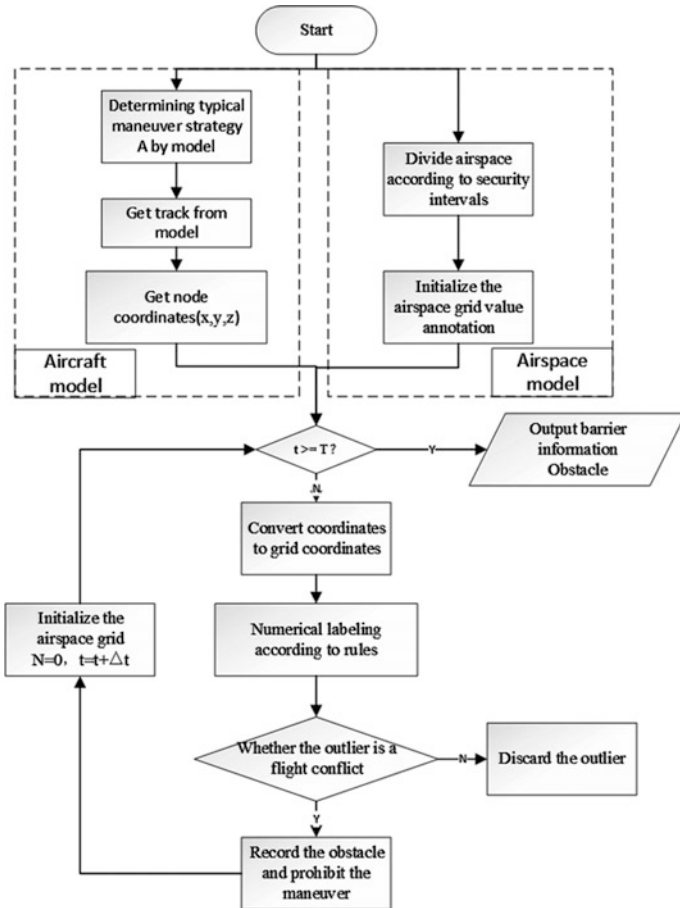 Start
Determining typical
maneuver strategy
A by model
Get track from
model
Get node
coordinates(x,y,z)
Aircraft
model
Divide airspace
according to security
intervals
Initialize the
airspace grid value
annotation
Airspace
model
t >= T?
Y
Output barrier
information
Obstacle
N
Convert coordinates
to grid coordinates
Initialize the
airspace grid
N=0, t=t+△t
Numerical labeling
according to rules
Whether the outlier is a
flight conflict
N
Discard the outlier
Y
Record the obstacle
and prohibit the
maneuver